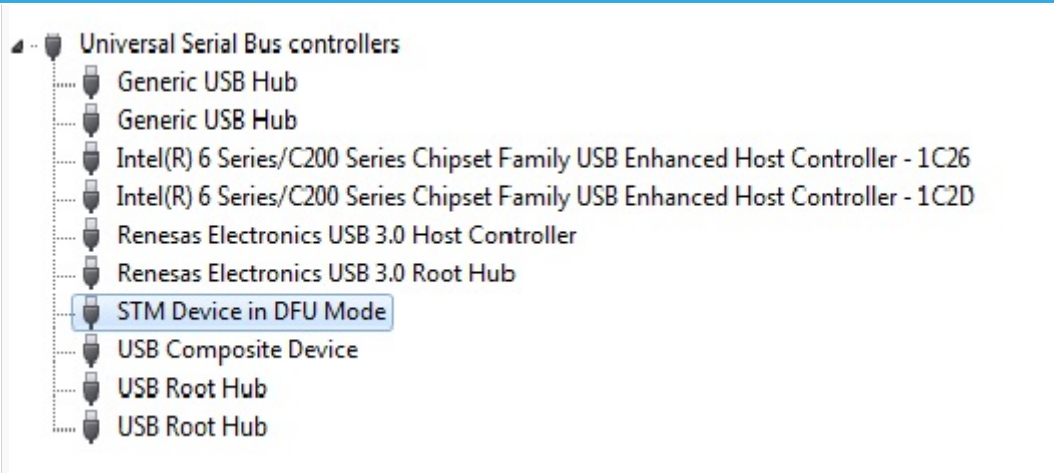 Universal Serial Bus controllers
Generic USB Hub
Generic USB Hub
Intel(R) 6 Series/C200 Series Chipset Family USB Enhanced Host Controller - 1C26
Intel(R) 6 Series/C200 Series Chipset Family USB Enhanced Host Controller - 1C2D
Renesas Electronics USB 3.0 Host Controller
Renesas Electronics USB 3.0 Root Hub
STM Device in DFU Mode
USB Composite Device
USB Root Hub
USB Root Hub